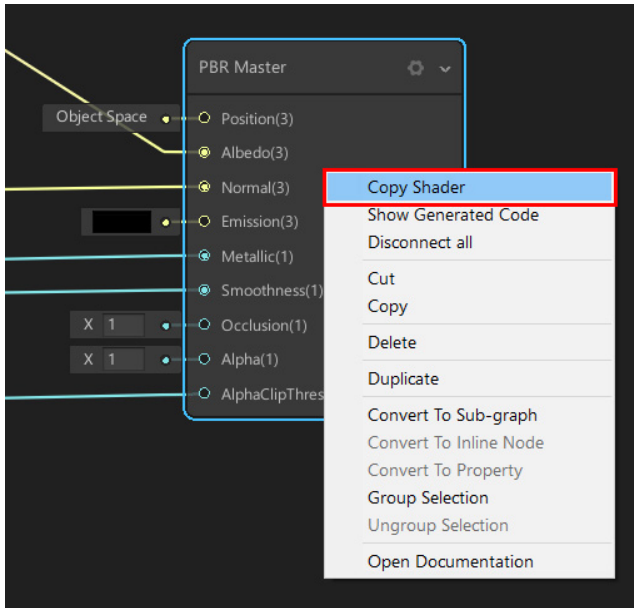 PBR Master
Object Space
Position(3)
Albedo(3)
Normal(3)
Emission(3)
Metallic(1)
Smoothness(1)
X 1
Occlusion(1)
X 1
Alpha(1)
AlphaClipThres
Copy Shader
Show Generated Code
Disconnect all
Cut
Copy
Delete
Duplicate
Convert To Sub-graph
Convert To Inline Node
Convert To Property
Group Selection
Ungroup Selection
Open Documentation